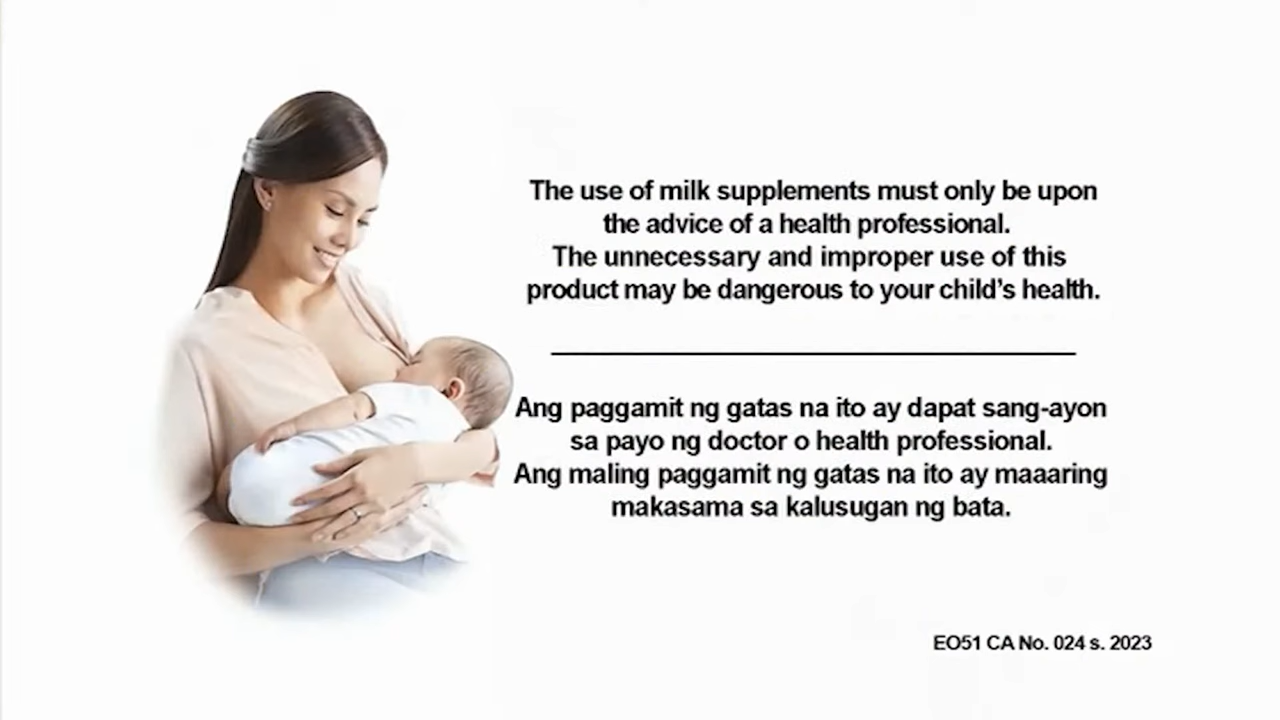 The use of milk supplements must only be upon
the advice of a health professional.
The unnecessary and improper use of this
product may be dangerous to your child’s health.
Ang paggamit ng gatas na ito ay dapat sang-ayon
sa payo ng doctor o health professional.
Ang maling paggamit ng gatas na ito ay maaaring
makasama sa kalusugan ng bata.
EO51 CA No. 024 s. 2023